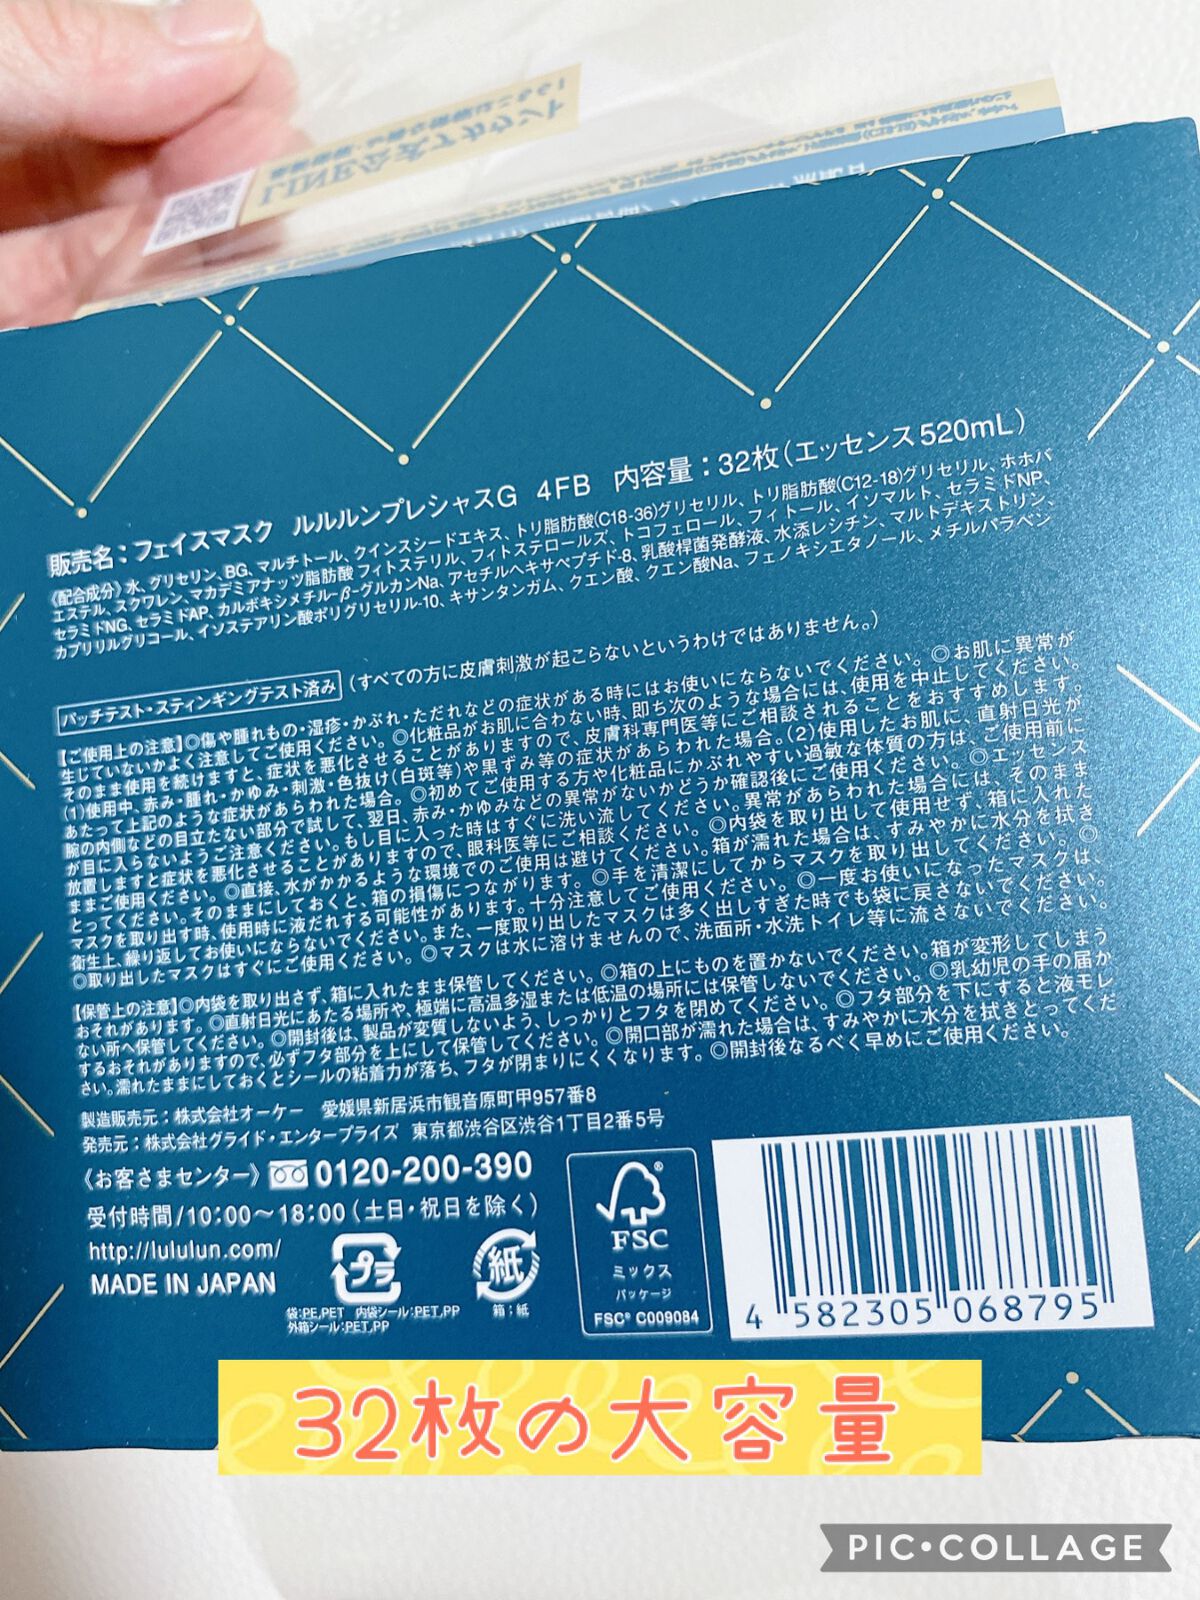 LINE公式アカウント
販売名：フェイスマスク ルルルンプレシャスG 4FB 内容量：32枚(エッセンス520mL)
《配合成分》水、グリセリン、BG、マルチトール、クインスシードエキス、トリ脂肪酸(C18-36)グリセリル、トリ脂肪酸(C12-18)グリセリル、ホホバ
エステル、スクワレン、マカデミアナッツ脂肪酸フィトステリル、フィトステロールズ、トコフェロール、フィトール、イソマルト、セラミドNP、
セラミドNG、セラミドAP、カルボキシメチル-β-グルカンNa、アセチルヘキサペプチド-8、乳酸桿菌発酵液、水添レシチン、マルトデキストリン、
カプリリルグリコール、イソステアリン酸ポリグリセリル-10、キサンタンガム、クエン酸、クエン酸Na、フェノキシエタノール、メチルパラベン
パッチテスト・スティンギングテスト済み (すべての方に皮膚刺激が起こらないというわけではありません。)
【ご使用上の注意】◎傷や腫れもの・湿疹・かぶれ・ただれなどの症状がある時にはお使いにならないでください。◎お肌に異常が
生じていないかよく注意してご使用ください。◎化粧品がお肌に合わない時、即ち次のような場合には、使用を中止してください。
そのまま使用を続けますと、症状を悪化させることがありますので、皮膚科専門医等にご相談されることをおすすめします。
(1)使用中、赤み・腫れ・かゆみ・刺激・色抜け(白斑等)や黒ずみ等の症状があらわれた場合。(2)使用したお肌に、直射日光が
あたって上記のような症状があらわれた場合。◎初めてご使用する方や化粧品にかぶれやすい過敏な体質の方は、ご使用前に
腕の内側などの目立たない部分で試して、翌日、赤み・かゆみなどの異常がないかどうか確認後にご使用ください。◎エッセンス
が目に入らないようご注意ください。もし目に入った時はすぐに洗い流してください。異常があらわれた場合には、そのまま
放置しますと症状を悪化させることがありますので、眼科医等にご相談ください。◎内袋を取り出して使用せず、箱に入れた
ままご使用ください。◎直接、水がかかるような環境でのご使用は避けてください。箱が濡れた場合は、すみやかに水分を拭き
とってください。そのままにしておくと、箱の損傷につながります。◎手を清潔にしてからマスクを取り出してください。◎
マスクを取り出す時、使用時に液だれする可能性があります。十分注意してご使用ください。◎一度お使いになったマスクは、
衛生上、繰り返してお使いにならないでください。また、一度取り出したマスクは多く出しすぎた時でも袋に戻さないでください。
◎取り出したマスクはすぐにご使用ください。◎マスクは水に溶けませんので、洗面所・水洗トイレ等に流さないでください。
【保管上の注意】◎内袋を取り出さず、箱に入れたまま保管してください。◎箱の上にものを置かないでください。箱が変形してしまう
おそれがあります。◎直射日光にあたる場所や、極端に高温多湿または低温の場所には保管しないでください。◎乳幼児の手の届か
ない所へ保管してください。◎開封後は、製品が変質しないよう、しっかりとフタを閉めてください。◎フタ部分を下にすると液モレ
するおそれがありますので、必ずフタ部分を上にして保管してください。◎開口部が濡れた場合は、すみやかに水分を拭きとってくだ
さい。濡れたままにしておくとシールの粘着力が落ち、フタが閉まりにくくなります。◎開封後なるべく早めにご使用ください。
製造販売元：株式会社オーケー 愛媛県新居浜市観音原町甲957番8
発売元：株式会社グライド・エンタープライズ 東京都渋谷区渋谷1丁目2番5号
《お客さまセンター》 0120-200-390
受付時間/10:00～18:00(土日・祝日を除く)
http://lululun.com/
MADE IN JAPAN
プラ
袋:PE,PET 内袋シール:PET,PP
外箱シール:PET,PP
紙
箱：紙
FSC
ミックス
パッケージ
FSC® C009084
4 582305 068795
32枚の大容量
PIC•COLLAGE